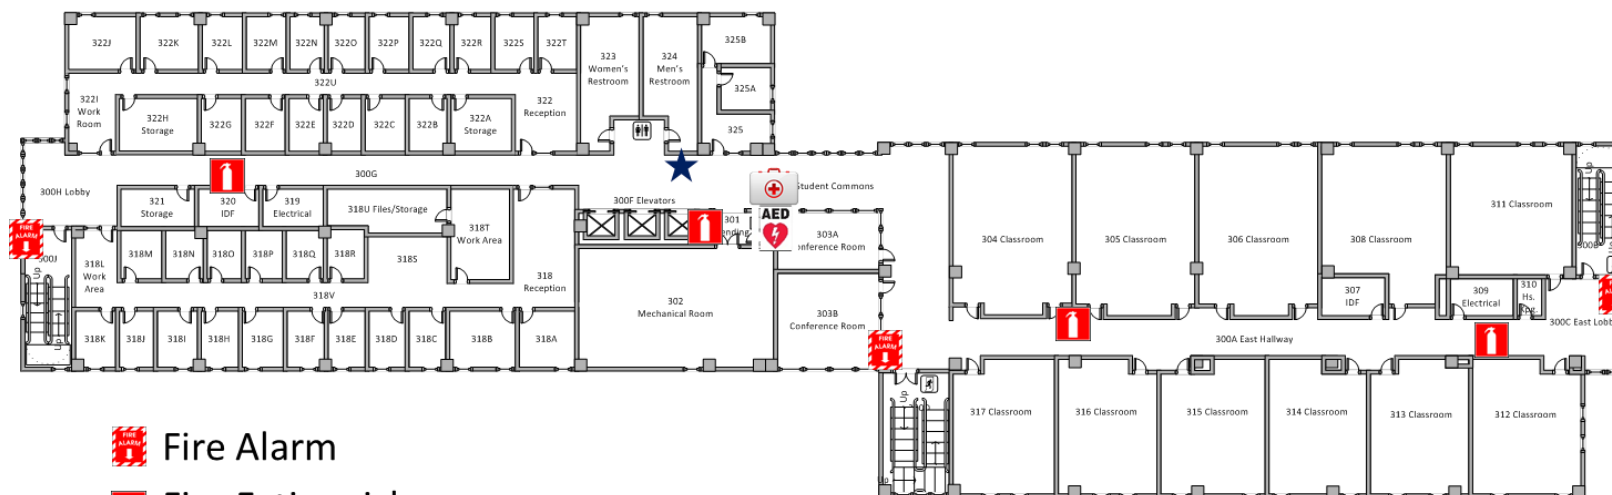 322J
322K
322L
322M
322N
322O
322P
322Q
322R
322S
322T
323
Women's
Restroom
324
Men's
Restroom
325B
325A
325
322U
322I
Work
Room
322H
Storage
322G
322F
322E
322D
322C
322B
322A
Storage
322
Reception
300H Lobby
300G
300F Elevators
Student Commons
321
Storage
320
IDF
319
Electrical
318U Files/Storage
318T
Work Area
301
AED
303A
Conference Room
FIRE
ALARM
300J
Up
Up
318L
Work
Area
318M
318N
318O
318P
318Q
318R
318S
318
Reception
318V
302
Mechanical Room
303B
Conference Room
318K
318J
318I
318H
318G
318F
318E
318D
318C
318B
318A
FIRE
ALARM
304 Classroom
305 Classroom
306 Classroom
308 Classroom
311 Classroom
307
IDF
309
Electrical
310
Hs.
300C East Lobb
300A East Hallway
Up
Up
Up
317 Classroom
316 Classroom
315 Classroom
314 Classroom
313 Classroom
312 Classroom
FIRE
ALARM
Fire Alarm